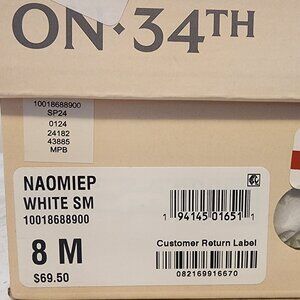 ON·34TH
10018688900
SP24
0124
24182
43885
MPB
NAOMIEP
WHITE SM
10018688900
8 M
$69.50
1 94145 01651 1
Customer Return Label
082169916670